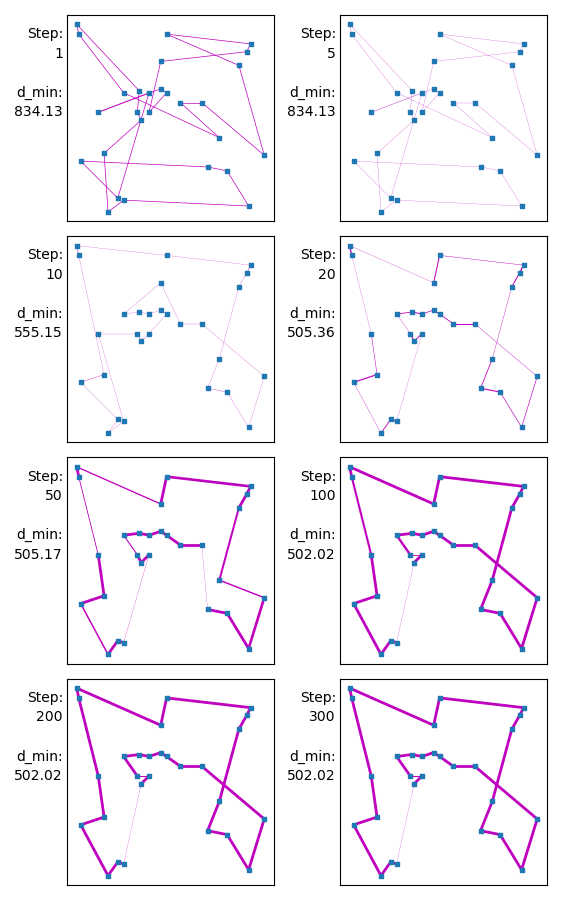 Step:
1
d_min:
834.13
Step:
5
d_min:
834.13
Step:
10
d_min:
555.15
Step:
20
d_min:
505.36
Step:
50
d_min:
505.17
Step:
100
d_min:
502.02
Step:
200
d_min:
502.02
Step:
300
d_min:
502.02